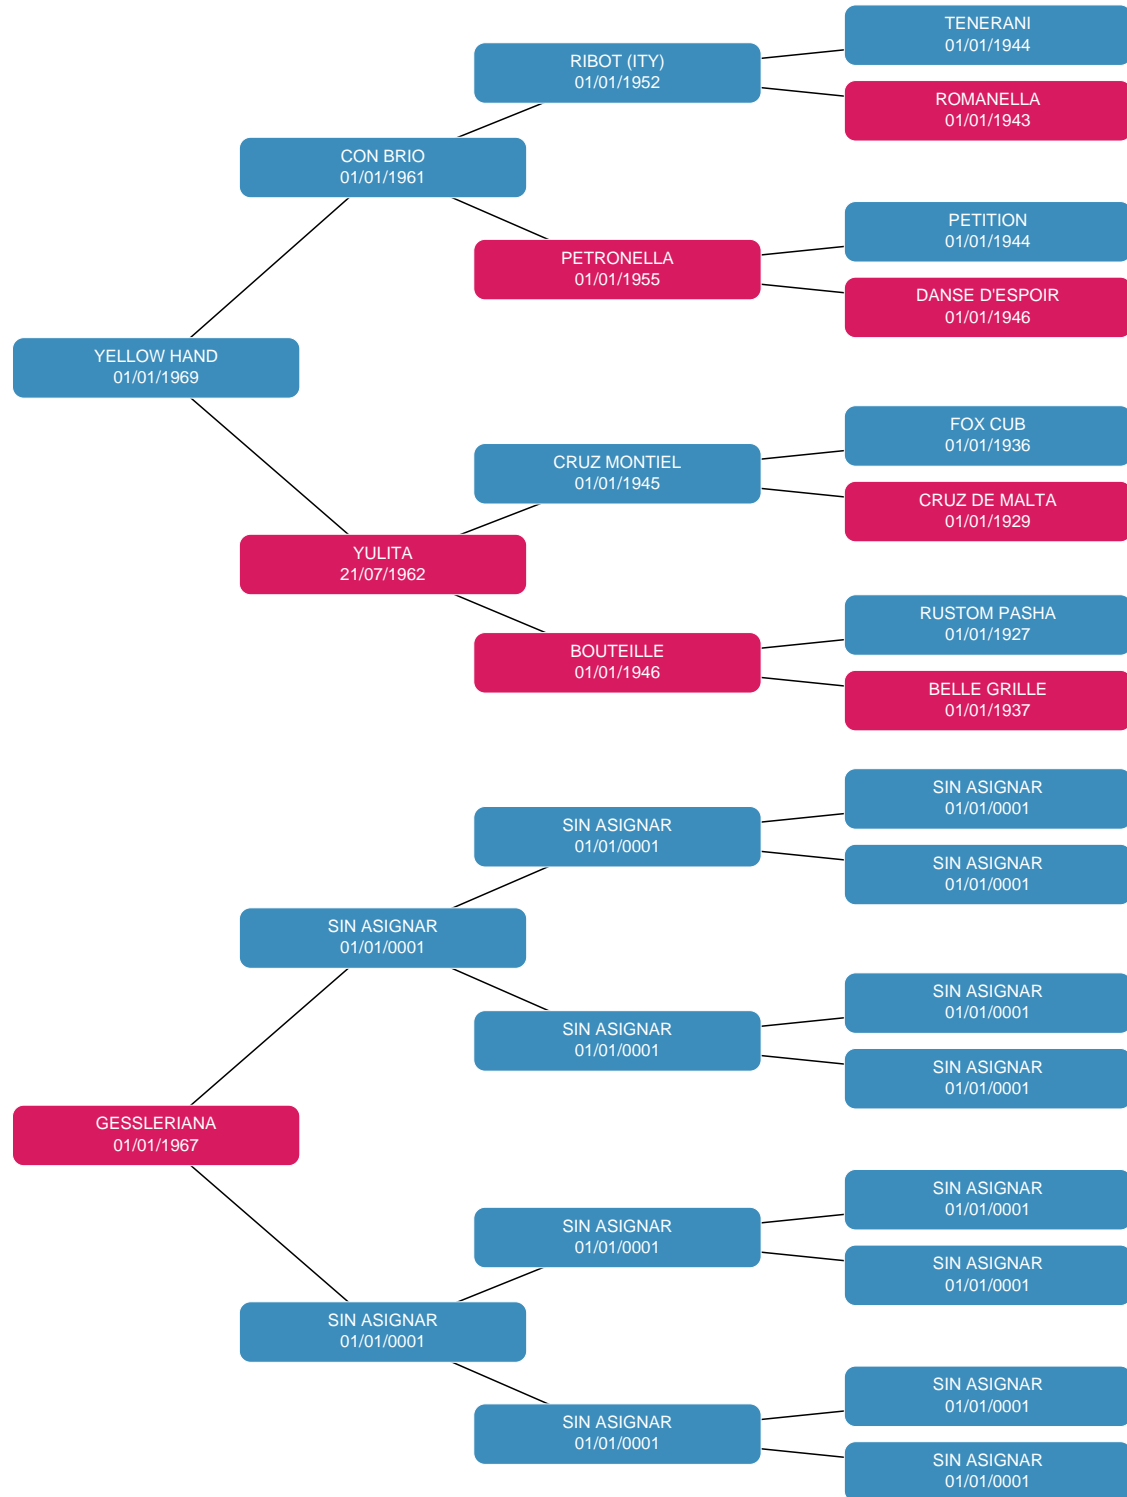 TENERANI
01/01/1944
RIBOT (ITY)
01/01/1952
ROMANELLA
01/01/1943
CON BRIO
01/01/1961
PETITION
01/01/1944
PETRONELLA
01/01/1955
DANSE D'ESPOIR
01/01/1946
YELLOW HAND
01/01/1969
FOX CUB
01/01/1936
CRUZ MONTIEL
01/01/1945
CRUZ DE MALTA
01/01/1929
YULITA
21/07/1962
RUSTOM PASHA
01/01/1927
BOUTEILLE
01/01/1946
BELLE GRILLE
01/01/1937
SIN ASIGNAR
01/01/0001
SIN ASIGNAR
01/01/0001
SIN ASIGNAR
01/01/0001
SIN ASIGNAR
01/01/0001
SIN ASIGNAR
01/01/0001
SIN ASIGNAR
01/01/0001
SIN ASIGNAR
01/01/0001
GESSLERIANA
01/01/1967
SIN ASIGNAR
01/01/0001
SIN ASIGNAR
01/01/0001
SIN ASIGNAR
01/01/0001
SIN ASIGNAR
01/01/0001
SIN ASIGNAR
01/01/0001
SIN ASIGNAR
01/01/0001
SIN ASIGNAR
01/01/0001